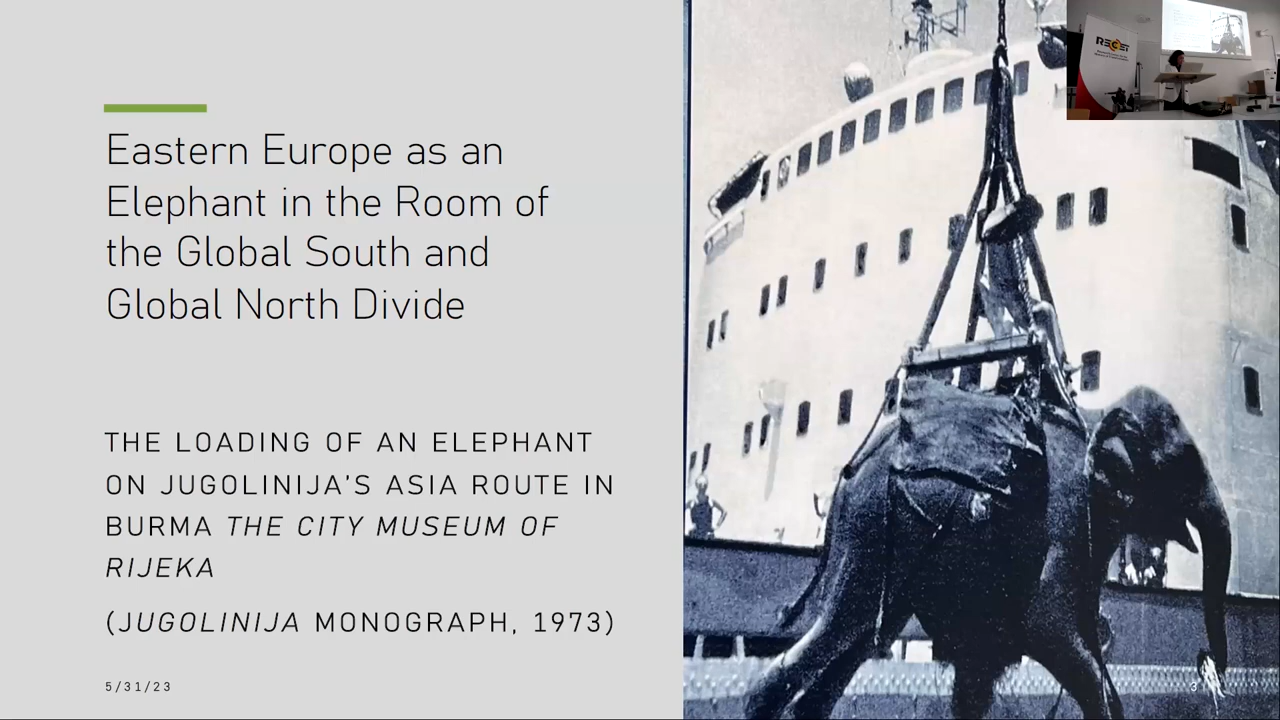 Eastern Europe as an
Elephant in the Room of
the Global South and
Global North Divide
THE LOADING OF AN ELEPHANT
ON JUGOLINIJA'S ASIA ROUTE IN
BURMA THE CITY MUSEUM OF
RIJEKA
(JUGOLINIJA MONOGRAPH, 1973)
5/31/23
3
RECET